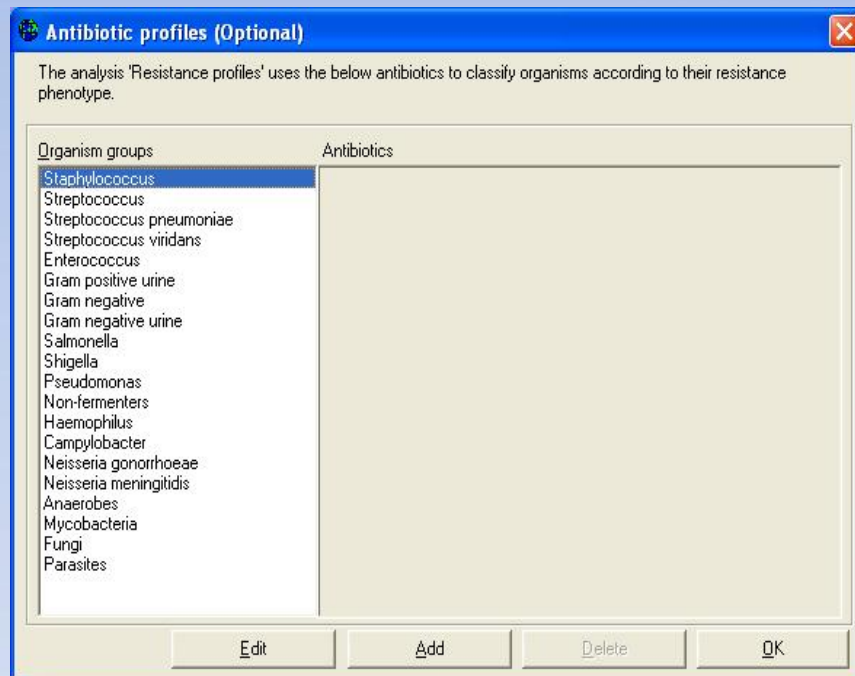 Antibiotic profiles (Optional)
The analysis 'Resistance profiles' uses the below antibiotics to classify organisms according to their resistance
phenotype.
Organism groups
Antibiotics
Staphylococcus
Streptococcus
Streptococcus pneumoniae
Streptococcus viridans
Enterococcus
Gram positive urine
Gram negative
Gram negative urine
Salmonella
Shigella
Pseudomonas
Non-fermenters
Haemophilus
Campylobacter
Neisseria gonorrhoeae
Neisseria meningitidis
Anaerobes
Mycobacteria
Fungi
Parasites
Edit
Add
Delete
OK